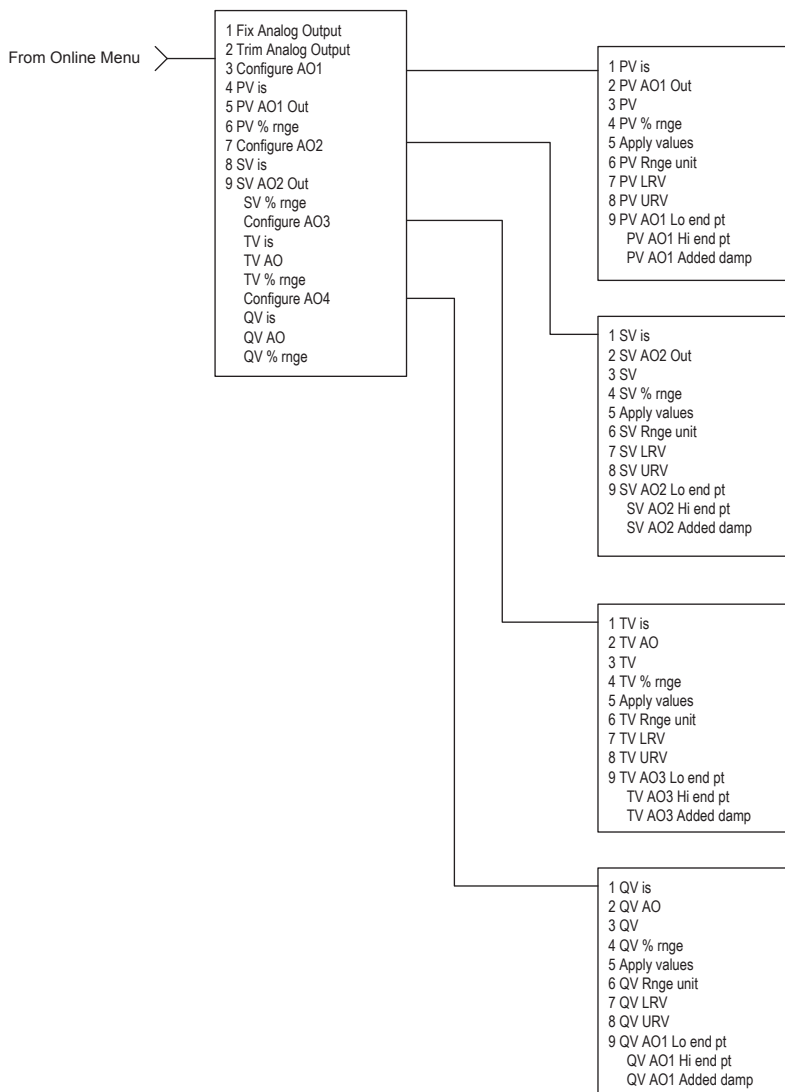 From Online Menu
1 Fix Analog Output
2 Trim Analog Output
3 Configure AO1
4 PV is
5 PV AO1 Out
6 PV % rnge
7 Configure AO2
8 SV is
9 SV AO2 Out
SV % rnge
Configure AO3
TV is
TV AO
TV % rnge
Configure AO4
QV is
QV AO
QV % rnge
1 PV is
2 PV AO1 Out
3 PV
4 PV % rnge
5 Apply values
6 PV Rnge unit
7 PV LRV
8 PV URV
9 PV AO1 Lo end pt
PV AO1 Hi end pt
PV AO1 Added damp
1 SV is
2 SV AO2 Out
3 SV
4 SV % rnge
5 Apply values
6 SV Rnge unit
7 SV LRV
8 SV URV
9 SV AO2 Lo end pt
SV AO2 Hi end pt
SV AO2 Added damp
1 TV is
2 TV AO
3 TV
4 TV % rnge
5 Apply values
6 TV Rnge unit
7 TV LRV
8 TV URV
9 TV AO3 Lo end pt
TV AO3 Hi end pt
TV AO3 Added damp
1 QV is
2 QV AO
3 QV
4 QV % rnge
5 Apply values
6 QV Rnge unit
7 QV LRV
8 QV URV
9 QV AO1 Lo end pt
QV AO1 Hi end pt
QV AO1 Added damp